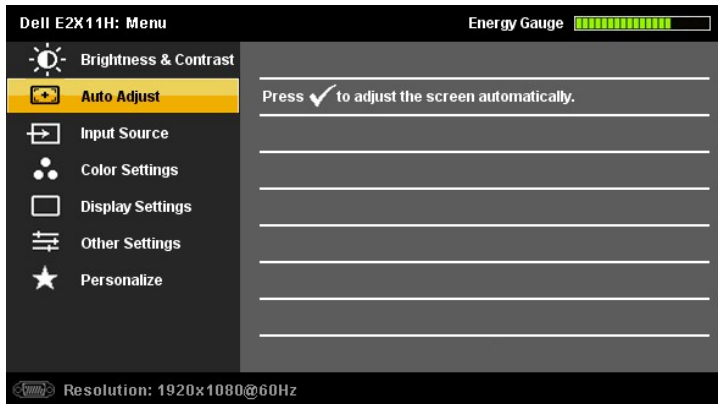 Dell E2X11H: Menu
Energy Gauge
Brightness & Contrast
Auto Adjust
Press ✓ to adjust the screen automatically.
Input Source
Color Settings
Display Settings
Other Settings
Personalize
Resolution: 1920x1080@60Hz